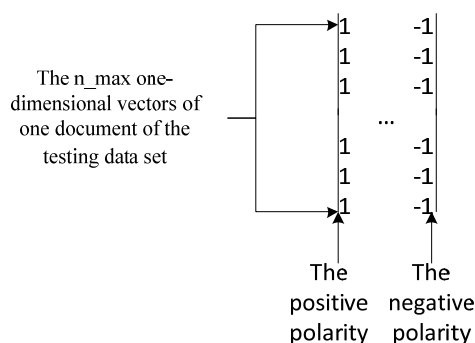 The n_max one-
dimensional vectors of
one document of the
testing data set
1 -1
1 -1
1 -1
...
1 -1
1 -1
1 -1
The
positive
polarity
The
negative
polarity